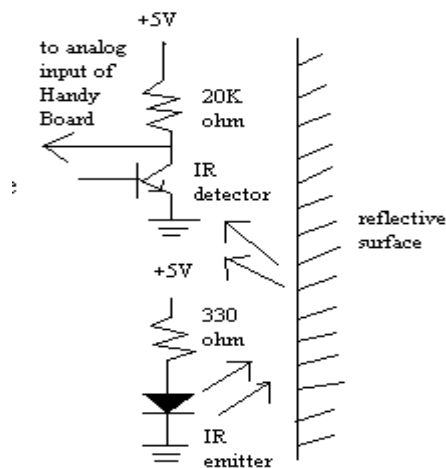 +5V
to analog
input of
Handy
Board
20K
ohm
IR
detector
e
reflective
surface
+5V
330
ohm
IR
emitter